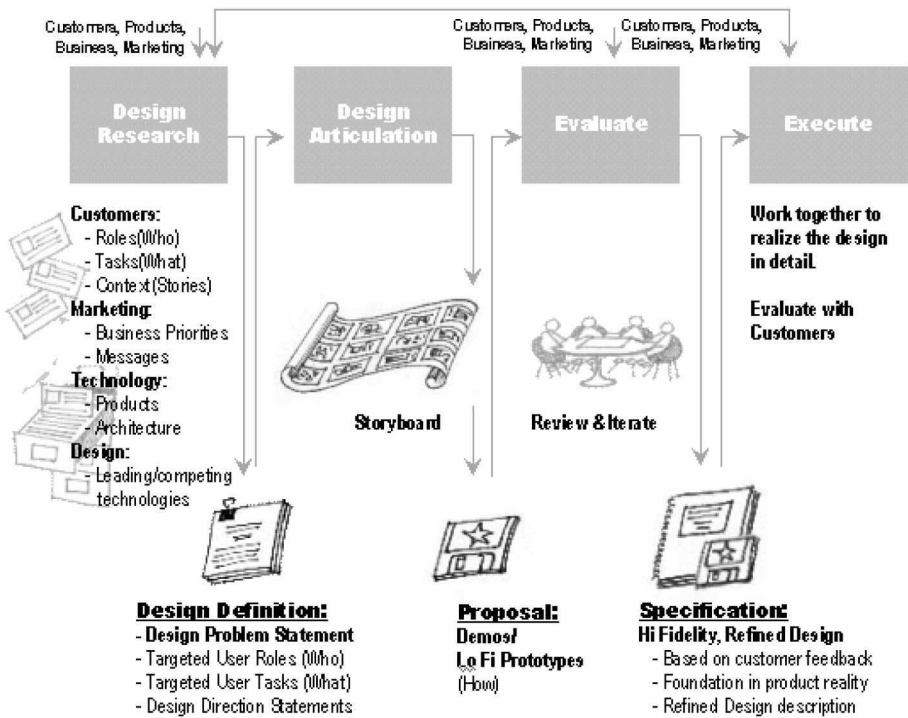 Customers, Products,
Business, Marketing
Customers, Products,
Business, Marketing
Customers, Products,
Business, Marketing
Design
Research
Design
Articulation
Evaluate
Execute
Customers:
- Roles(Who)
- Tasks(What)
- Context(Stories)
Marketing:
- Business Priorities
- Messages
Technology:
- Products
- Architecture
Design:
- Leading/competing
technologies
Storyboard
Review & Iterate
Work together to
realize the design
in detail.
Evaluate with
Customers
Design Definition:
- Design Problem Statement
- Targeted User Roles (Who)
- Targeted User Tasks (What)
- Design Direction Statements
Proposal:
Demos/
Lo Fi Prototypes
(How)
Specification:
Hi Fidelity, Refined Design
- Based on customer feedback
- Foundation in product reality
- Refined Design description